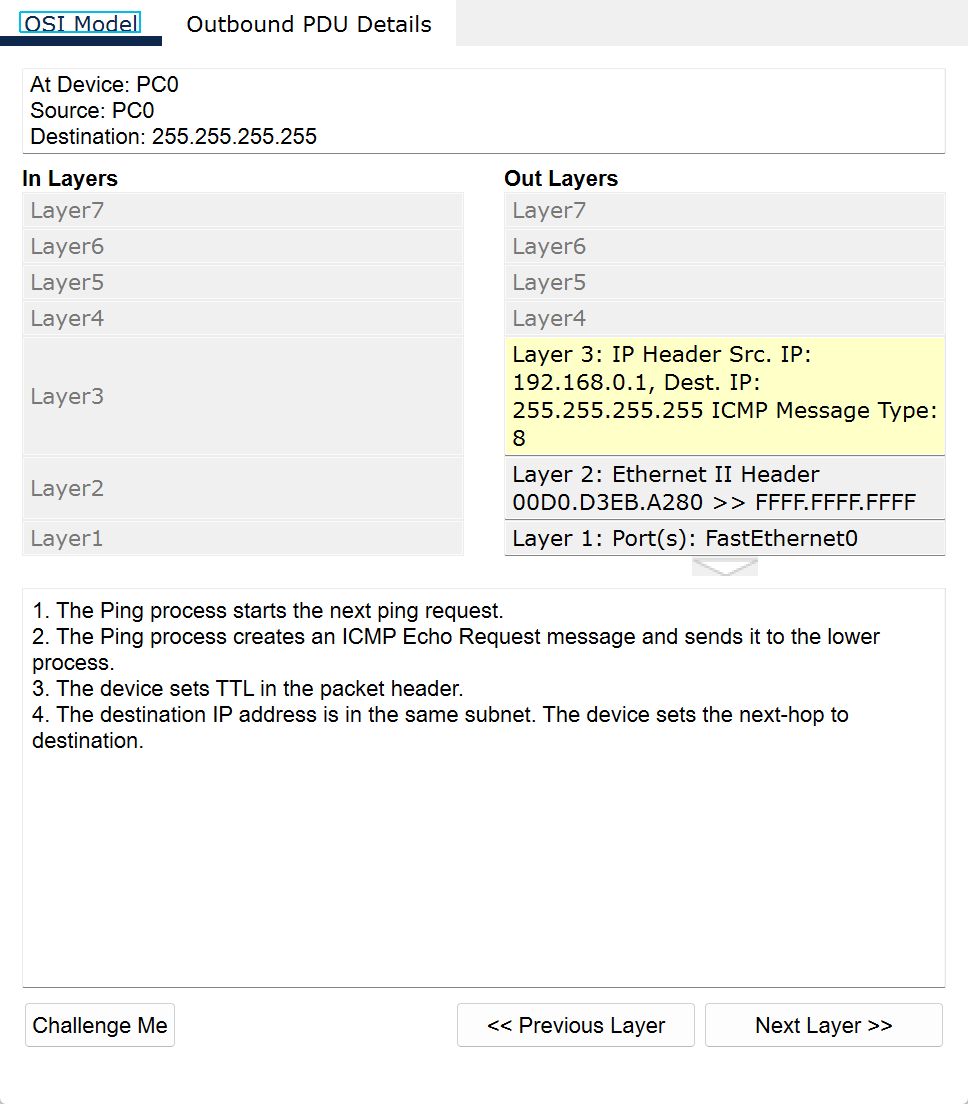 OSI Model
Outbound PDU Details
At Device: PC0
Source: PC0
Destination: 255.255.255.255
In Layers
Out Layers
Layer7
Layer7
Layer6
Layer6
Layer5
Layer5
Layer4
Layer4
Layer3
Layer 3: IP Header Src. IP:
192.168.0.1, Dest. IP:
255.255.255.255 ICMP Message Type:
8
Layer2
Layer 2: Ethernet II Header
00D0.D3EB.A280 >> FFFF.FFFF.FFFF
Layer1
Layer 1: Port(s): FastEthernet0
1. The Ping process starts the next ping request.
2. The Ping process creates an ICMP Echo Request message and sends it to the lower
process.
3. The device sets TTL in the packet header.
4. The destination IP address is in the same subnet. The device sets the next-hop to
destination.
Challenge Me
<< Previous Layer
Next Layer >>